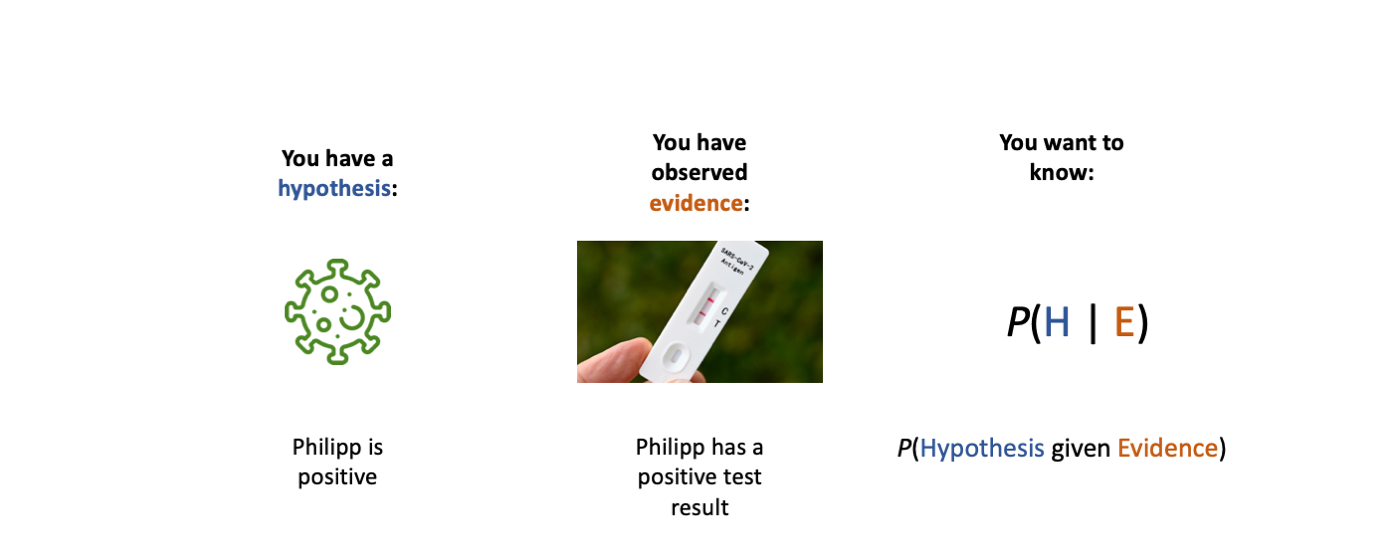 You have a
hypothesis:
You have
observed
evidence:
You want to
know:
SARS-CoV-2
Antigen
C
T
P(H | E)
Philipp is
positive
Philipp has a
positive test
result
P(Hypothesis given Evidence)